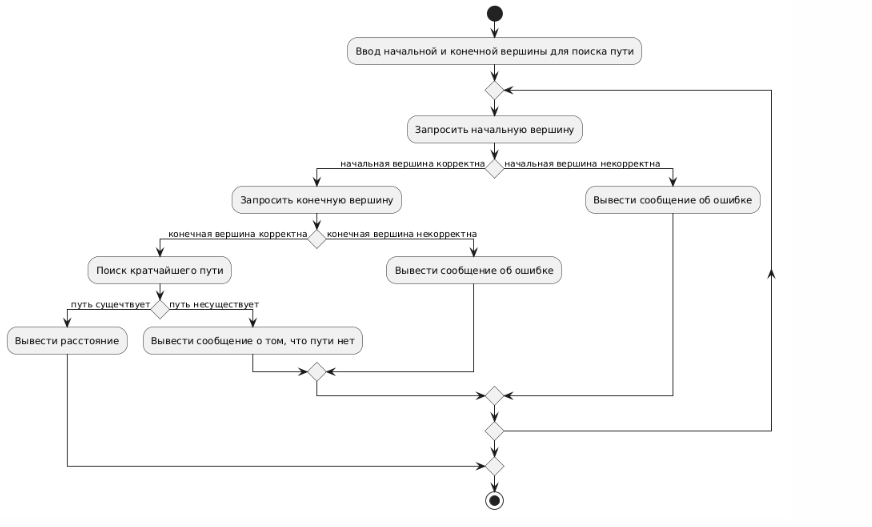 Ввод начальной и конечной вершины для поиска пути
Запросить начальную вершину
начальная вершина корректна
начальная вершина некорректна
Запросить конечную вершину
Вывести сообщение об ошибке
конечная вершина корректна
конечная вершина некорректна
Поиск кратчайшего пути
Вывести сообщение об ошибке
путь сущечтвует
путь несуществует
Вывести расстояние
Вывести сообщение о том, что пути нет